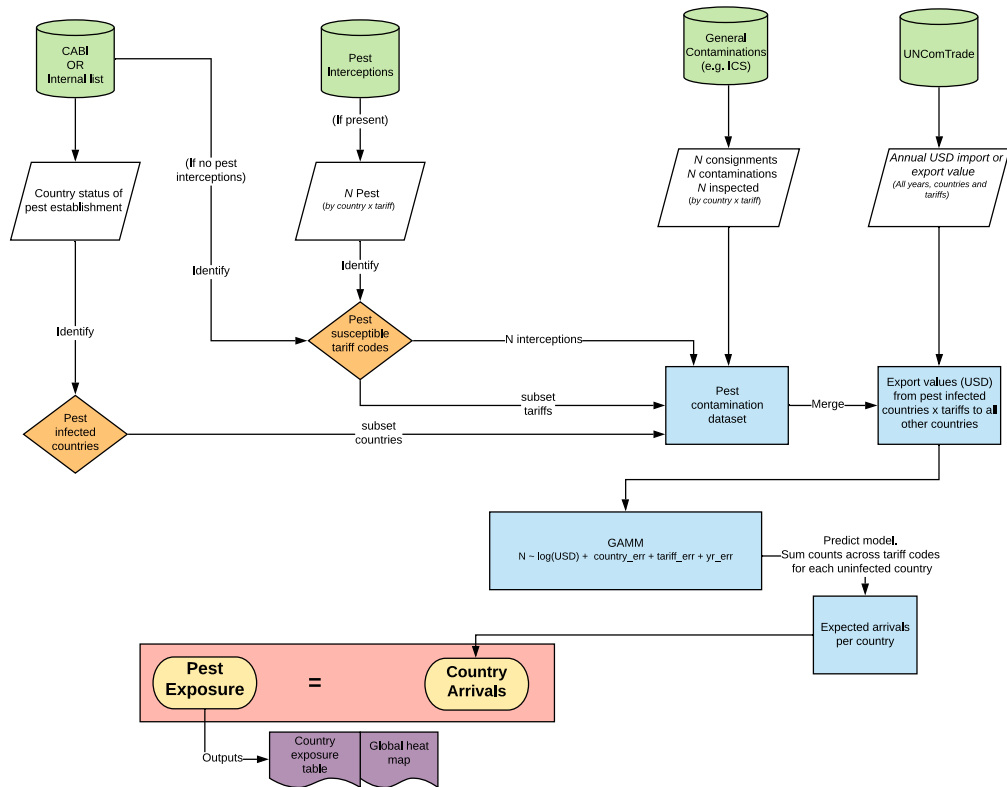 CABI
OR
Internal list
Pest
Interceptions
General
Contaminations
(e.g. ICS)
UNComTrade
(If present)
(If no pest
interceptions)
Country status of
pest establishment
N Pest
(by country x tariff)
N consignments
N contaminations
N inspected
(by country x tariff)
Annual USD import or
export value
(All years, countries and
tariffs)
Identify
Identify
Identify
Pest
susceptible
tariff codes
N interceptions
subset
tariffs
Pest
infected
countries
subset
countries
Pest
contamination
dataset
Merge
Export values (USD)
from pest infected
countries x tariffs to all
other countries
GAMM
N ~ log(USD) + country_err + tariff_err + yr_err
Predict model.
Sum counts across tariff codes
for each uninfected country
Expected arrivals
per country
Pest
Exposure
=
Country
Arrivals
Outputs
Country
exposure
table
Global heat
map